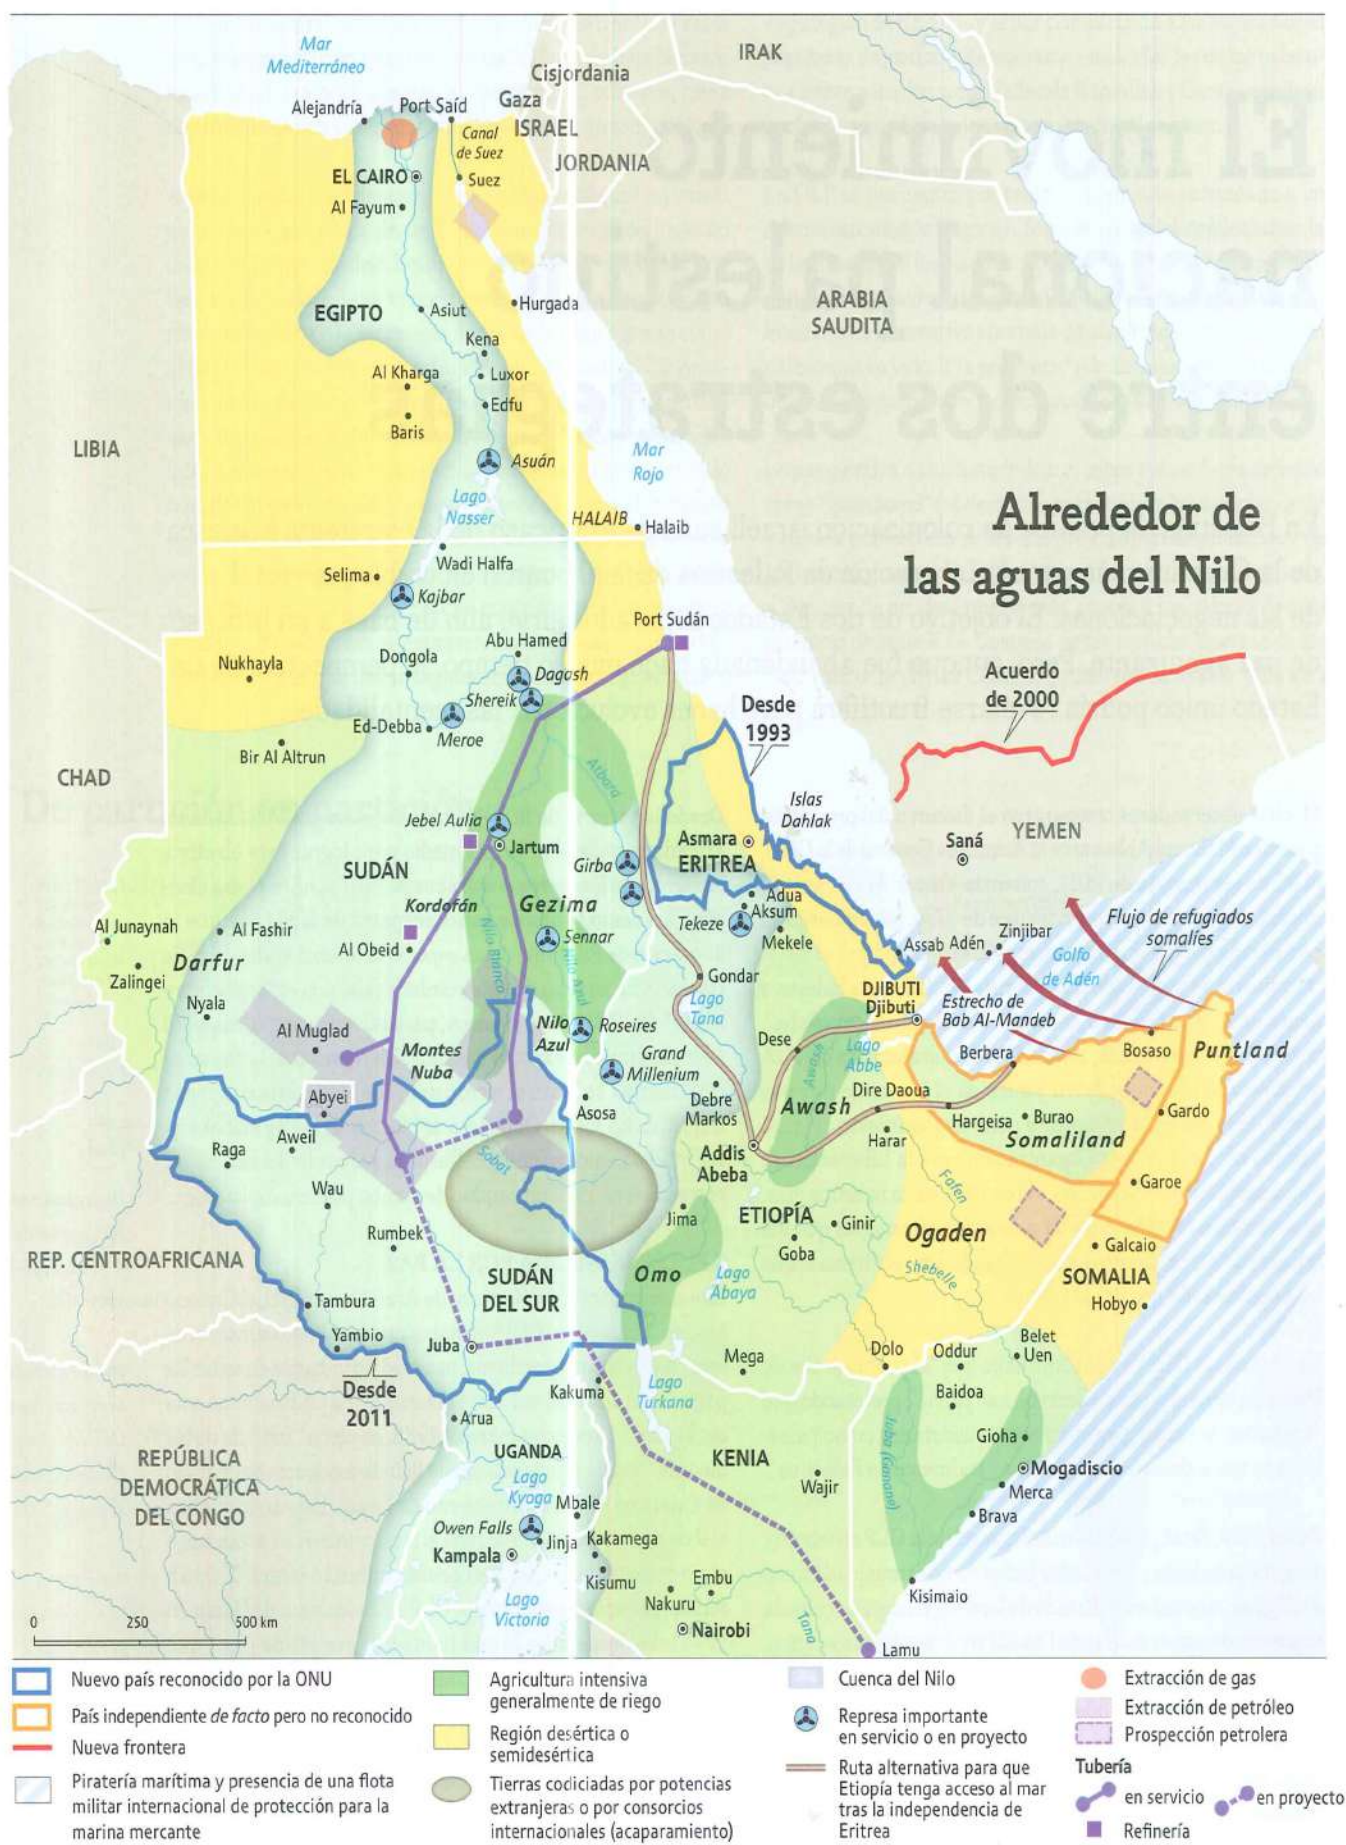 Mar
Mediterráneo
IRAK
Cisjordania
Gaza
ISRAEL
JORDANIA
Alejandría
Port Saíd
Canal
de Suez
EL CAIRO
Suez
Al Fayum
EGIPTO
Asiut
Hurgada
ARABIA
SAUDITA
Kena
Al Kharga
Luxor
Edfu
Baris
LIBIA
Asuán
Mar
Rojo
Lago
Nasser
HALAIB
Halaib
Alrededor de
las aguas del Nilo
Wadi Halfa
Selima
Kajbar
Port Sudán
Abu Hamed
Nukhayla
Dongola
Dagash
Shereik
Acuerdo
de 2000
Desde
1993
Ed-Debba
Meroe
Bir Al Altrun
CHAD
Atbara
Islas
Dahlak
Jebel Aulia
Jartum
Asmara
ERITREA
Saná
YEMEN
SUDÁN
Girba
Kordofán
Gezima
Adua
Aksum
Tekeze
Mekele
Al Junaynah
Al Fashir
Al Obeid
Nilo Blanco
Sennar
Nilo Azul
Assab
Adén
Zinjibar
Flujo de refugiados
somalíes
Golfo
de Adén
Darfur
Zalingei
Nyala
Gondar
Lago
Tana
DJIBUTI
Djibuti
Estrecho de
Bab Al-Mandeb
Al Muglad
Montes
Nuba
Nilo
Azul
Roseires
Grand
Millenium
Dese
Awash
Lago
Abbe
Berbera
Bosaso
Puntland
Abyei
Asosa
Debre
Markos
Awash
Dire Daoua
Hargeisa
Burao
Gardo
Raga
Aweil
Sobat
Addis
Abeba
Harar
Somaliland
Wau
Fafen
Garoe
Rumbek
Jima
ETIOPÍA
Ginir
Goba
Ogaden
Galcaio
REP. CENTROAFRICANA
SUDÁN
DEL SUR
Omo
Lago
Abaya
Shebelle
SOMALIA
Hobyo
Tambura
Yambio
Juba
Mega
Dolo
Oddur
Belet
Uen
Desde
2011
Kakuma
Lago
Turkana
Baidoa
Arua
Juba (Ganana)
Gioha
REPÚBLICA
DEMOCRÁTICA
DEL CONGO
UGANDA
KENIA
Mogadiscio
Lago
Kyoga
Wajir
Merca
Mbale
Brava
Owen Falls
Jinja
Kakamega
Kampala
Kisumu
Embu
Kisimaio
Nakuru
Lago
Victoria
Nairobi
Tana
Lamu
0 250 500 km
Nuevo país reconocido por la ONU
País independiente de facto pero no reconocido
Nueva frontera
Piratería marítima y presencia de una flota
militar internacional de protección para la
marina mercante
Agricultura intensiva
generalmente de riego
Región desértica o
semidesértica
Tierras codiciadas por potencias
extranjeras o por consorcios
internacionales (acaparamiento)
Cuenca del Nilo
Represa importante
en servicio o en proyecto
Ruta alternativa para que
Etiopía tenga acceso al mar
tras la independencia de
Eritrea
Extracción de gas
Extracción de petróleo
Prospección petrolera
Tubería
en servicio
en proyecto
Refinería